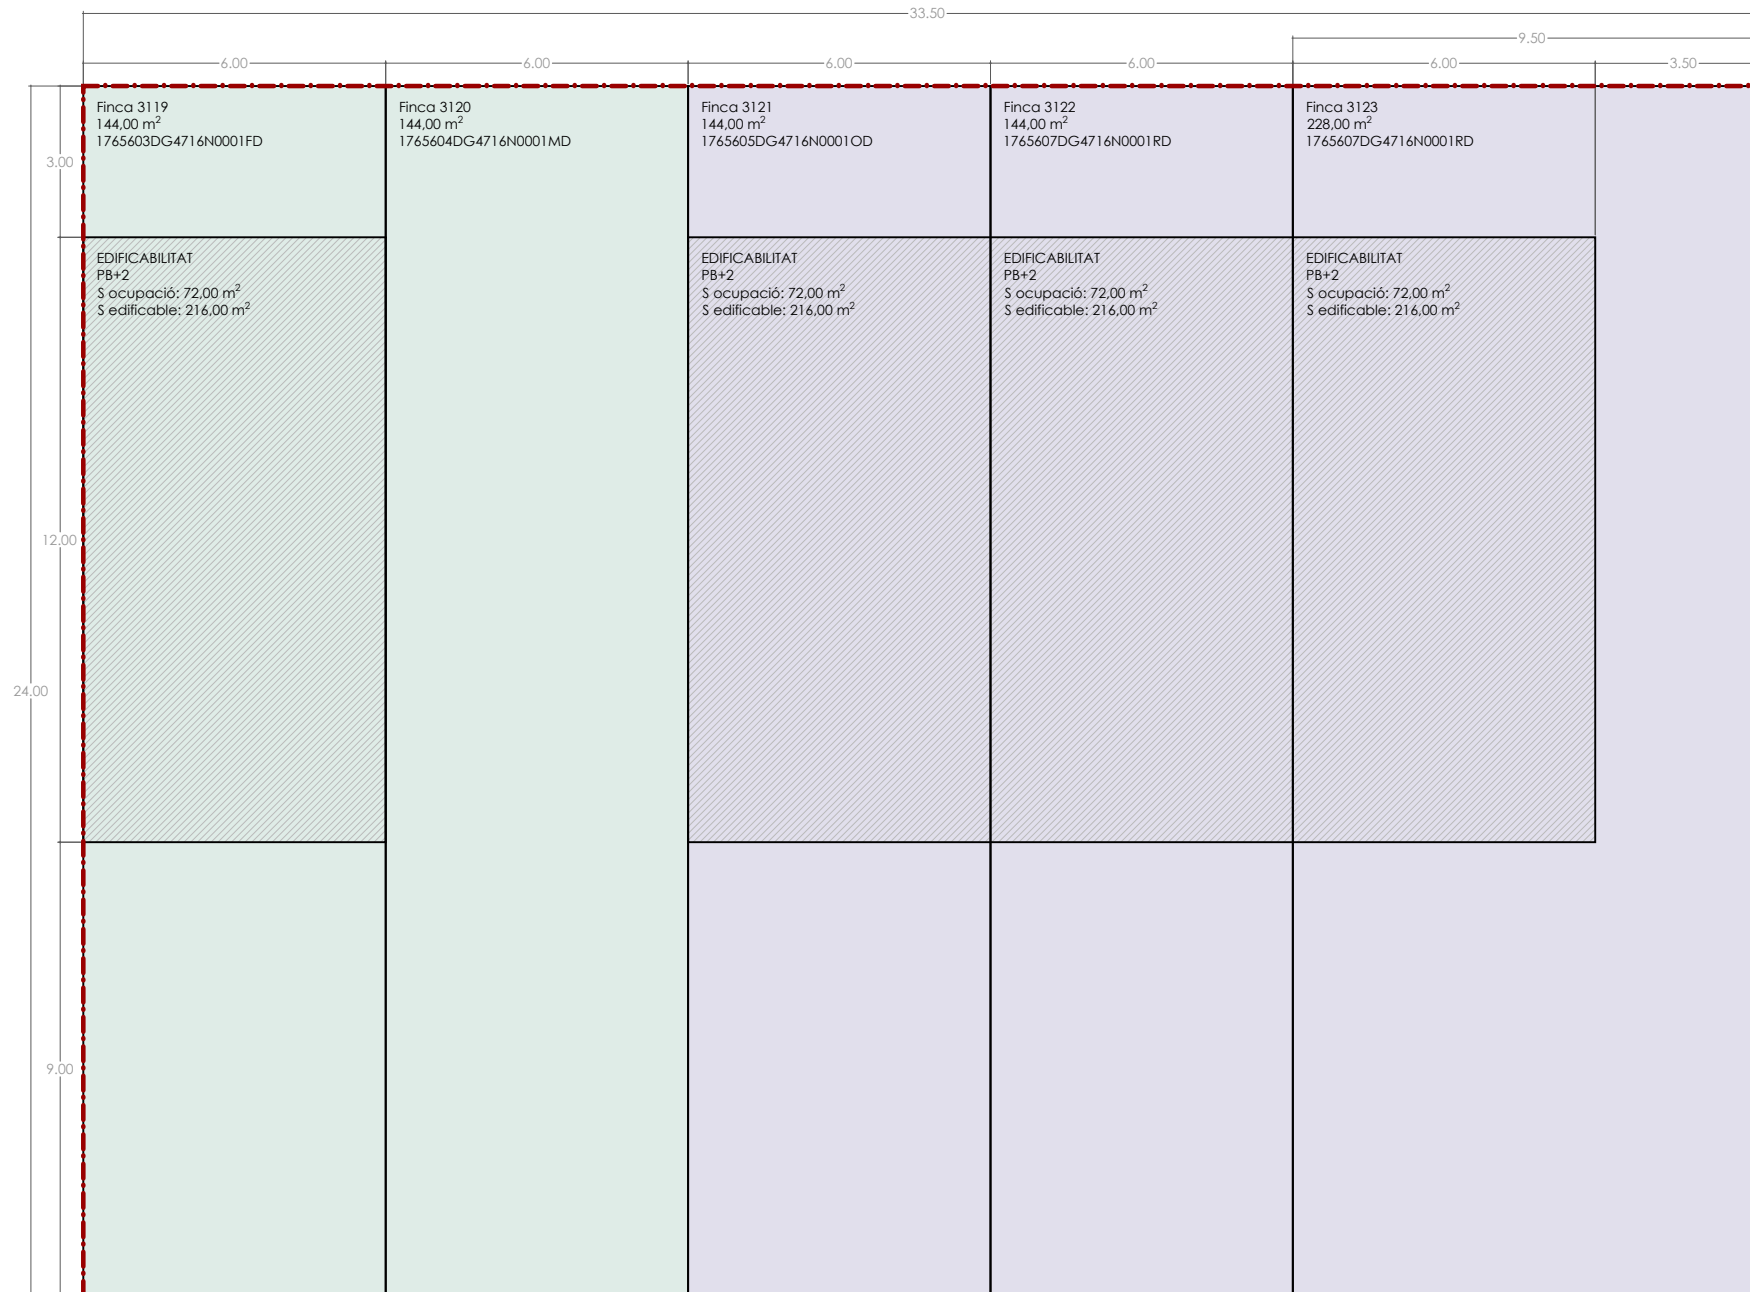 33.50
9.50
6.00
6.00
6.00
6.00
6.00
3.50
Finca 3119
144,00 m²
1765603DG4716N0001FD
Finca 3120
144,00 m²
1765604DG4716N0001MD
Finca 3121
144,00 m²
1765605DG4716N0001OD
Finca 3122
144,00 m²
1765607DG4716N0001RD
Finca 3123
228,00 m²
1765607DG4716N0001RD
3.00
EDIFICABILITAT
PB+2
S ocupació: 72,00 m²
S edificable: 216,00 m²
EDIFICABILITAT
PB+2
S ocupació: 72,00 m²
S edificable: 216,00 m²
EDIFICABILITAT
PB+2
S ocupació: 72,00 m²
S edificable: 216,00 m²
EDIFICABILITAT
PB+2
S ocupació: 72,00 m²
S edificable: 216,00 m²
12.00
24.00
9.00